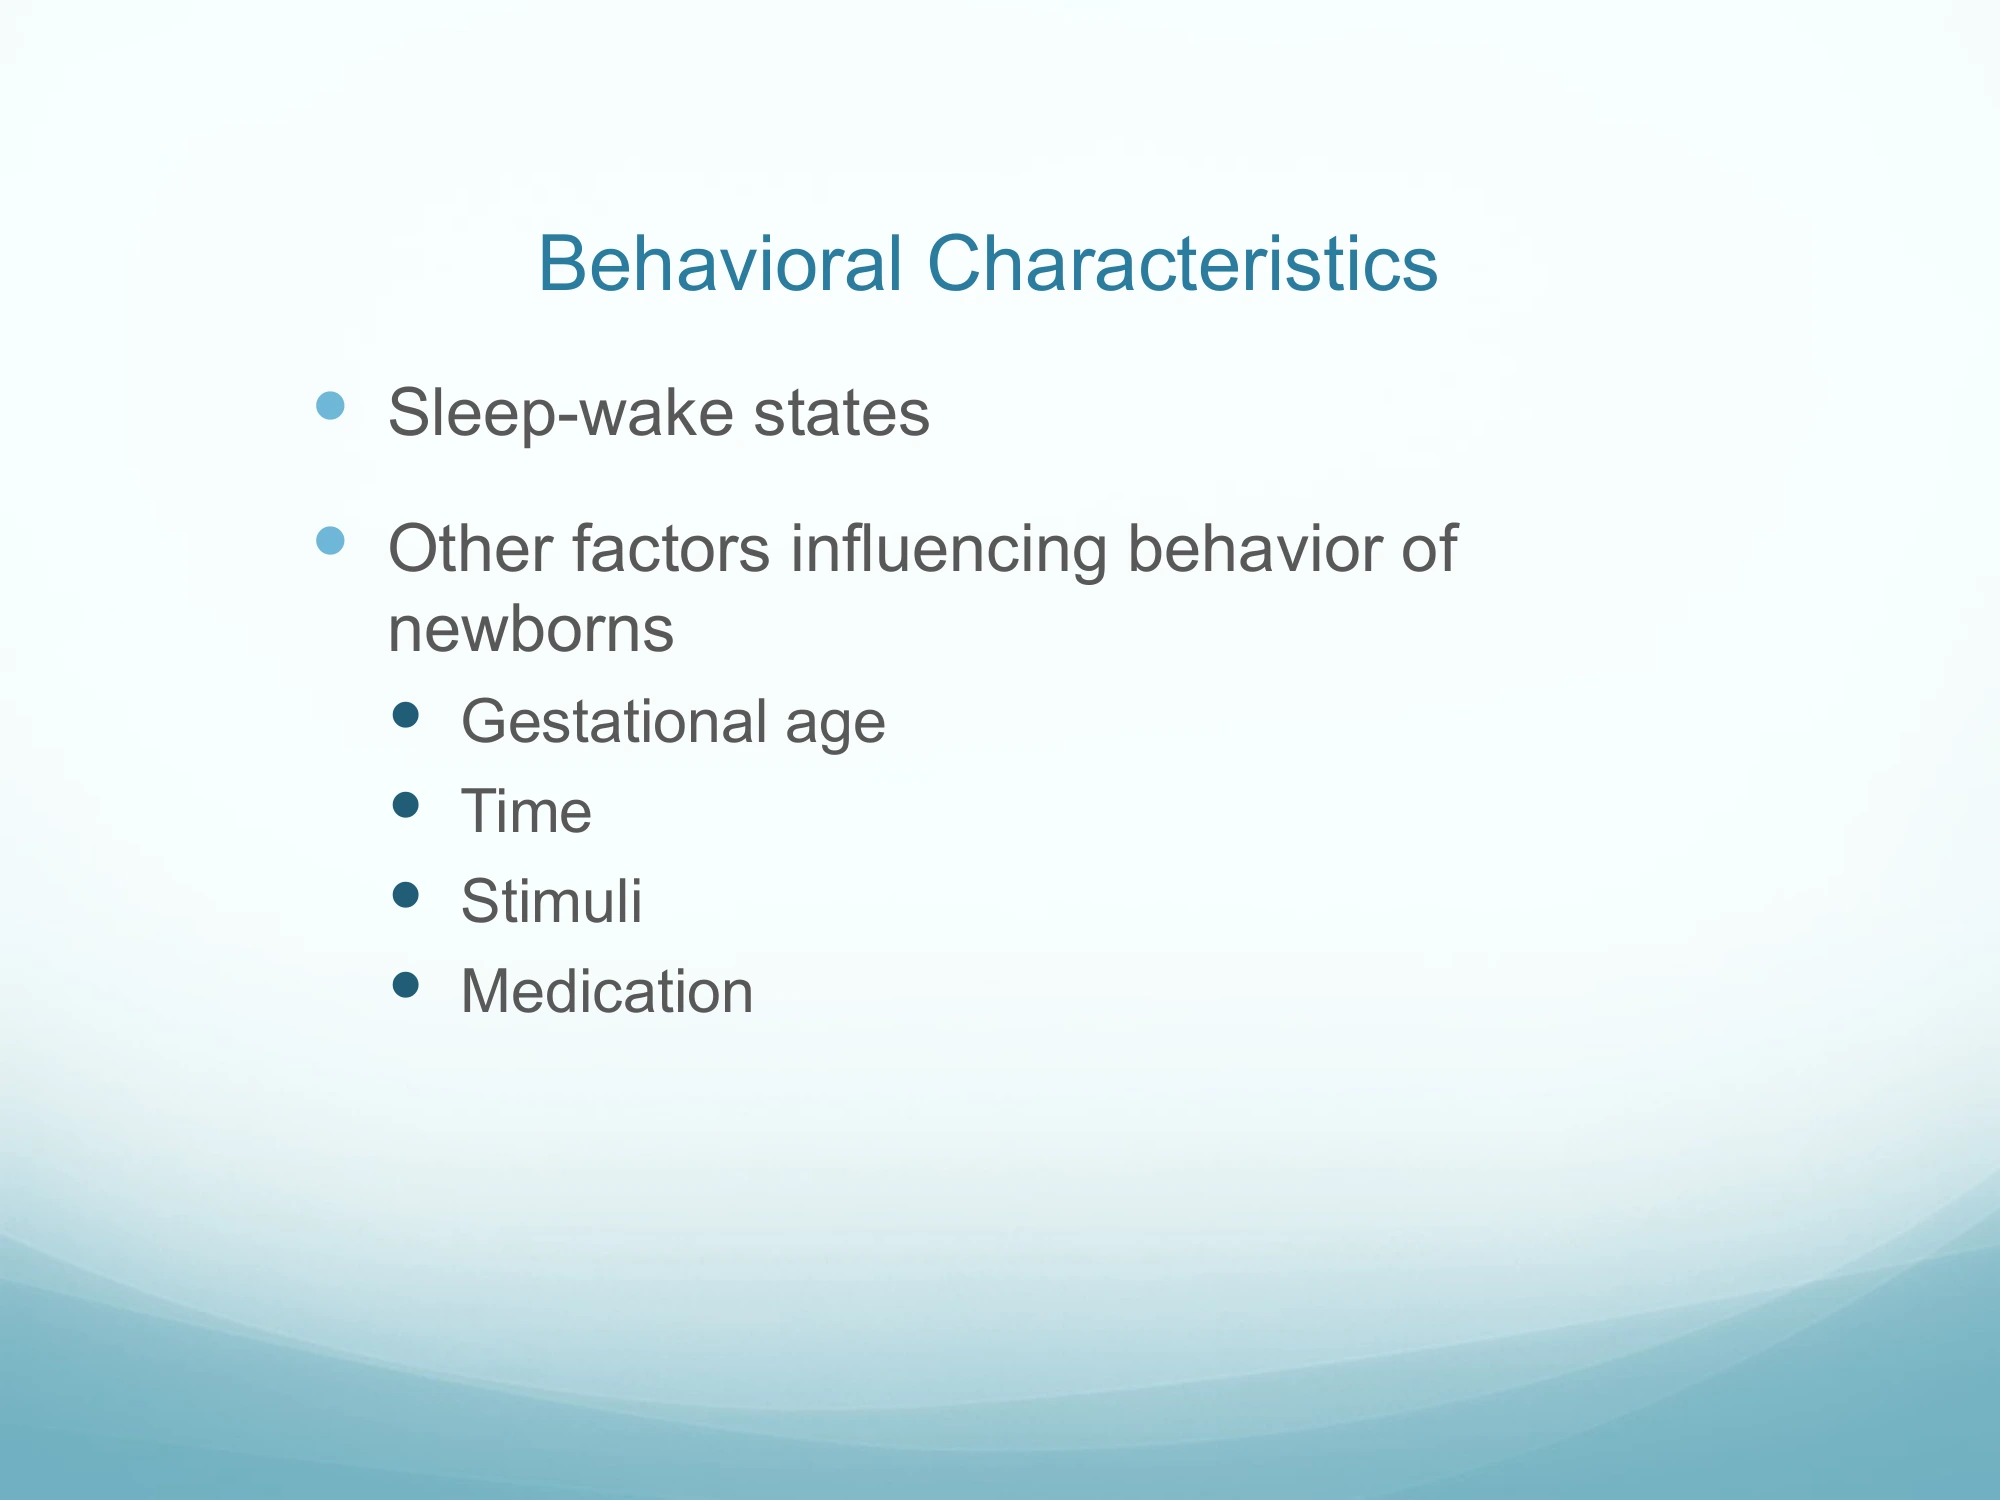 Behavioral Characteristics
• Sleep-wake states
• Other factors influencing behavior of
newborns
• Gestational age
• Time
• Stimuli
• Medication